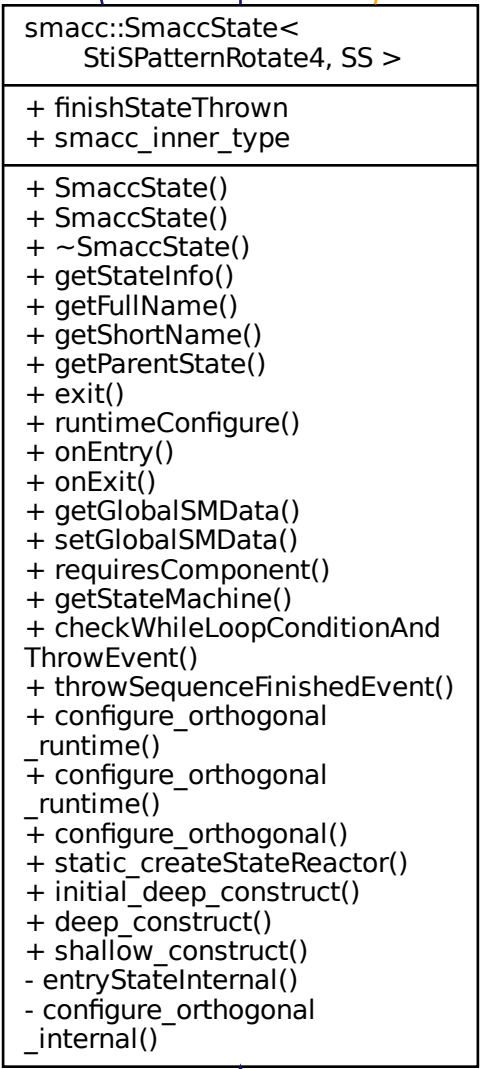 smacc::SmaccState<
StiSPatternRotate4, SS >
+ finishStateThrown
+ smacc_inner_type
+ SmaccState()
+ SmaccState()
+ ~SmaccState()
+ getStateInfo()
+ getFullName()
+ getShortName()
+ getParentState()
+ exit()
+ runtimeConfigure()
+ onEntry()
+ onExit()
+ getGlobalSMData()
+ setGlobalSMData()
+ requiresComponent()
+ getStateMachine()
+ checkWhileLoopConditionAnd
ThrowEvent()
+ throwSequenceFinishedEvent()
+ configure_orthogonal
_runtime()
+ configure_orthogonal
_runtime()
+ configure_orthogonal()
+ static_createStateReactor()
+ initial_deep_construct()
+ deep_construct()
+ shallow_construct()
- entryStateInternal()
- configure_orthogonal
_internal()